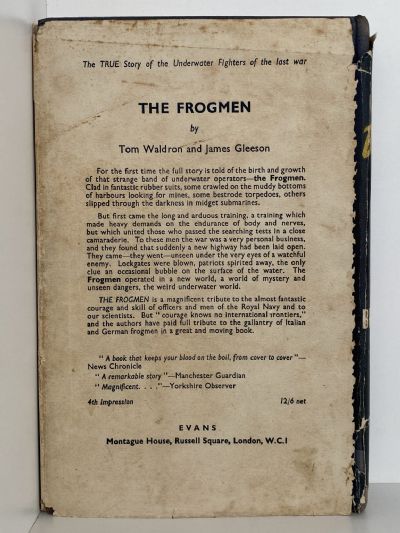 The TRUE Story of the Underwater Fighters of the last war
THE FROGMEN
by
Tom Waldron and James Gleeson
For the first time the full story is told of the birth and growth
of that strange band of underwater operators—the Frogmen.
Clad in fantastic rubber suits, some crawled on the muddy bottoms
of harbours looking for mines, some bestrode torpedoes, others
slipped through the darkness in midget submarines.
But first came the long and arduous training, a training which
made heavy demands on the endurance of body and nerves,
but which united those who passed the searching tests in a close
camaraderie. To these men the war was a very personal business,
and they found that suddenly a new highway had been laid open.
They came—they went—unseen under the very eyes of a watchful
enemy. Lockgates were blown, patriots spirited away, the only
clue an occasional bubble on the surface of the water. The
Frogmen operated in a new world, a world of mystery and
unseen dangers, the weird underwater world.
THE FROGMEN is a magnificent tribute to the almost fantastic
courage and skill of officers and men of the Royal Navy and to
our scientists. But " courage knows no international frontiers,"
and the authors have paid full tribute to the gallantry of Italian
and German frogmen in a great and moving book.
" A book that keeps your blood on the boil, from cover to cover "—
News Chronicle
" A remarkable story "—Manchester Guardian
" Magnificent. . . ."—Yorkshire Observer
4th Impression 12/6 net
EVANS
Montague House, Russell Square, London, W.C.1